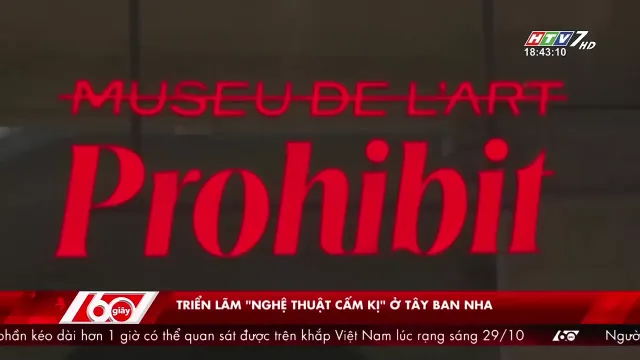 HTV7 HD
18:43:10
MUSEU DE L'ART
Prohibit
60 giây
TRIỂN LÃM "NGHỆ THUẬT CẤM KỊ" Ở TÂY BAN NHA
phần kéo dài hơn 1 giờ có thể quan sát được trên khắp Việt Nam lúc rạng sáng 29/10 60 Người